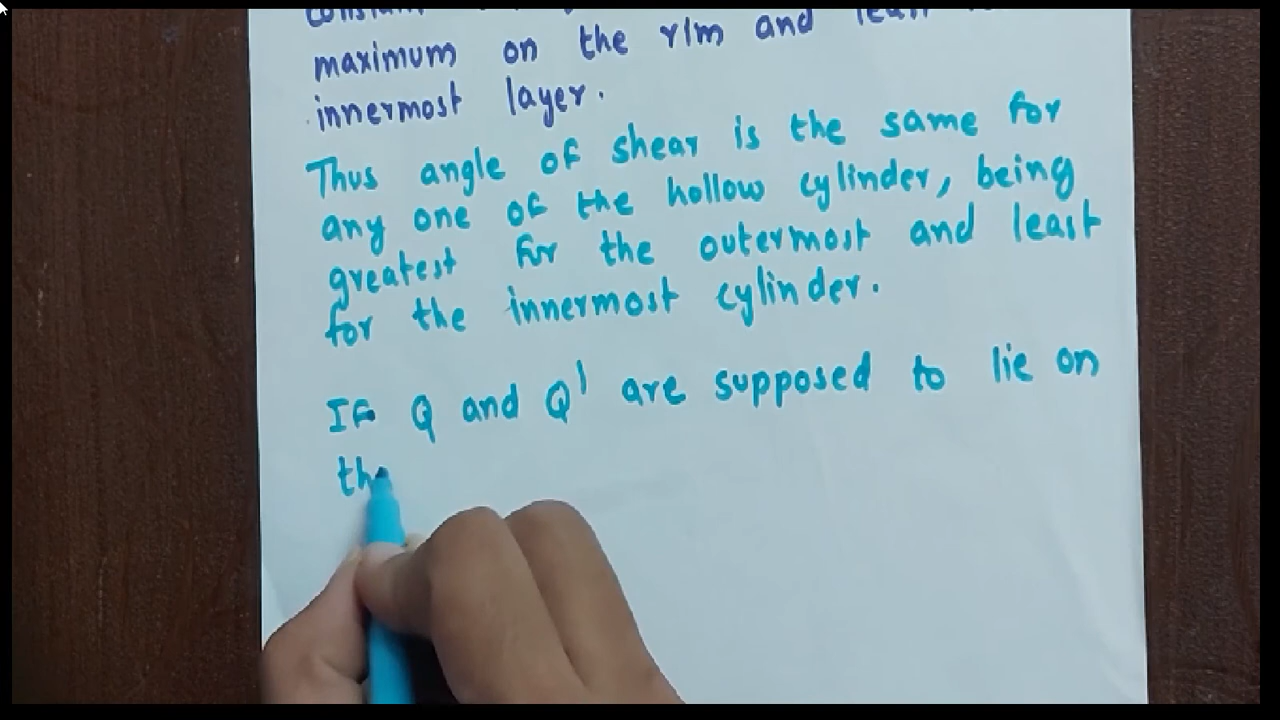 maximum on the rim and
innermost layer.
Thus angle of shear is the same for
any one of the hollow cylinder, being
greatest for the outermost and least
for the innermost cylinder.
If Q and Q' are supposed to lie on
th